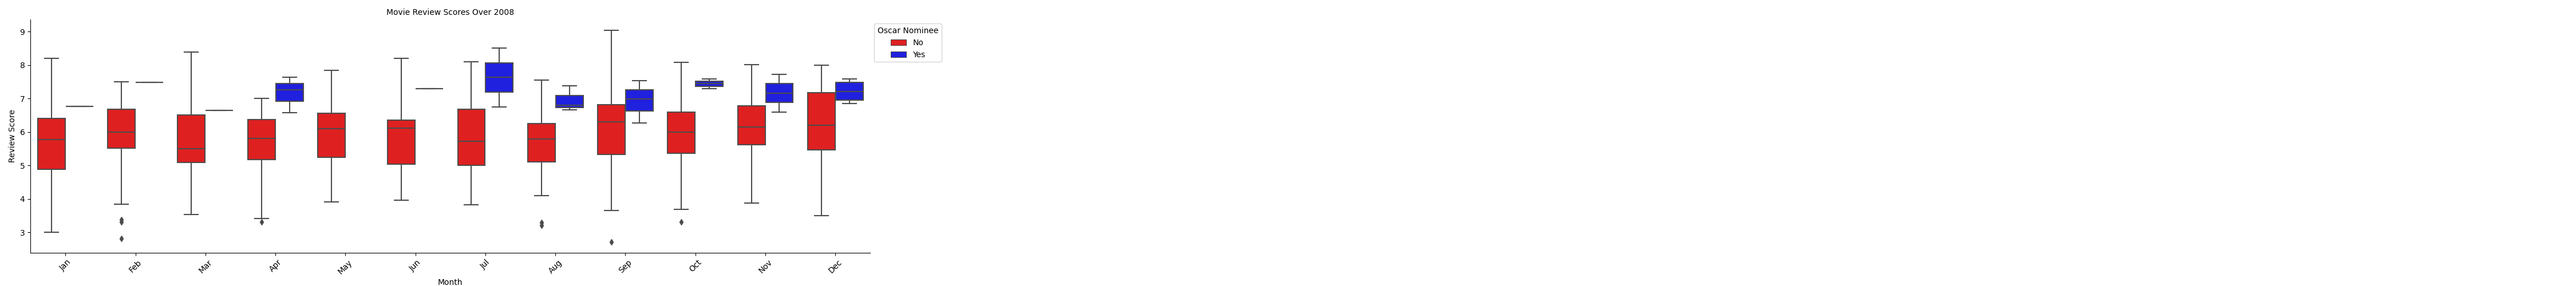 Movie Review Scores Over 2008
Oscar Nominee
No
Yes
Review Score
9
8
7
6
5
4
3
Jan
Feb
Mar
Apr
May
Jun
Jul
Aug
Sep
Oct
Nov
Dec
Month